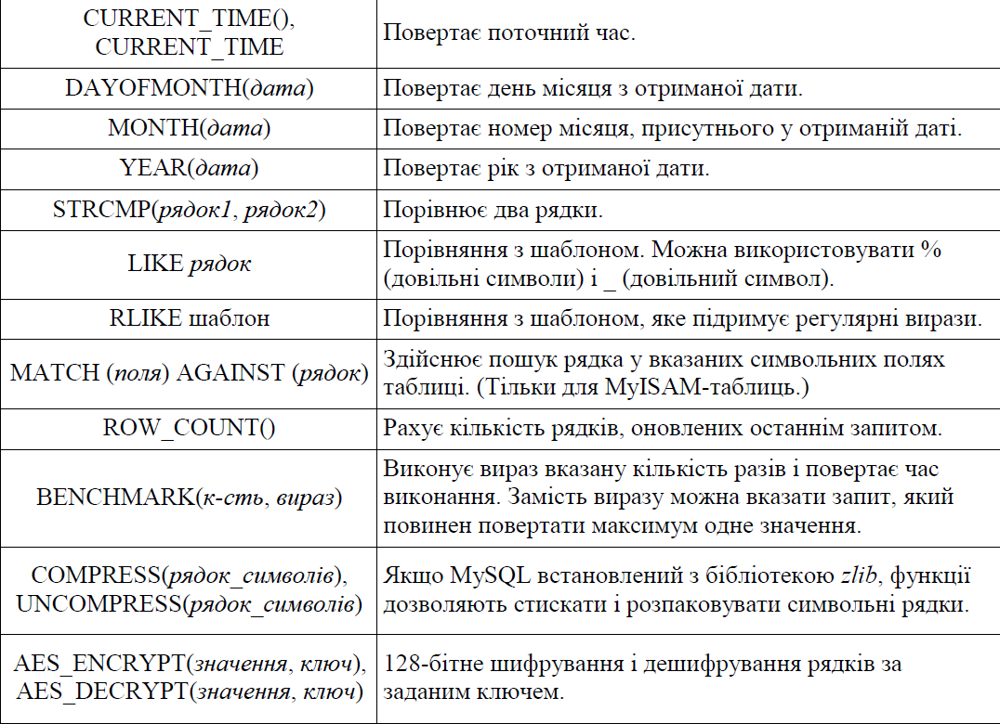 CURRENT_TIME(),
CURRENT_TIME
Повертає поточний час.
DAYOFMONTH(дата)
Повертає день місяця з отриманої дати.
MONTH(дата)
Повертає номер місяця, присутнього у отриманій даті.
YEAR(дата)
Повертає рік з отриманої дати.
STRCMP(рядок1, рядок2)
Порівнює два рядки.
LIKE рядок
Порівняння з шаблоном. Можна використовувати %
(довільні символи) і _ (довільний символ).
RLIKE шаблон
Порівняння з шаблоном, яке підримує регулярні вирази.
MATCH (поля) AGAINST (рядок)
Здійснює пошук рядка у вказаних символьних полях
таблиці. (Тільки для MyISAM-таблиць.)
ROW_COUNT()
Рахує кількість рядків, оновлених останнім запитом.
BENCHMARK(к-сть, вираз)
Виконує вираз вказану кількість разів і повертає час
виконання. Замість виразу можна вказати запит, який
повинен повертати максимум одне значення.
COMPRESS(рядок_символів),
UNCOMPRESS(рядок_символів)
Якщо MySQL встановлений з бібліотекою zlib, функції
дозволяють стискати і розпаковувати символьні рядки.
AES_ENCRYPT(значення, ключ),
AES_DECRYPT(значення, ключ)
128-бітне шифрування і дешифрування рядків за
заданим ключем.